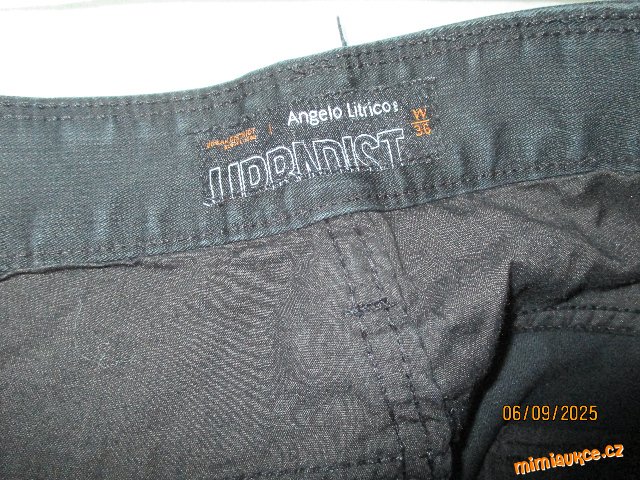 Angelo Litrico
W
36
URBANIST
06/09/2025
mimiaukce.cz